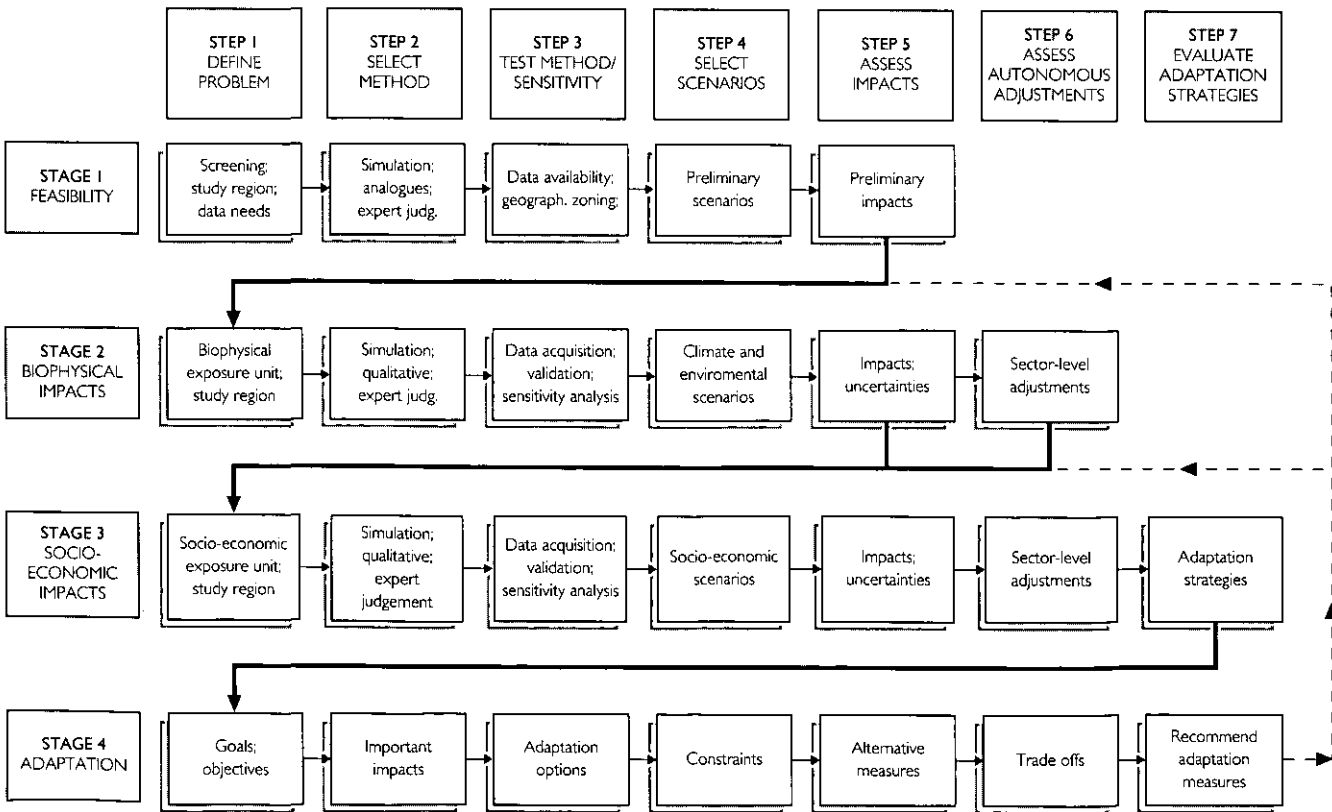 STEP 1
DEFINE
PROBLEM
STEP 2
SELECT
METHOD
STEP 3
TEST METHOD/
SENSITIVITY
STEP 4
SELECT
SCENARIOS
STEP 5
ASSESS
IMPACTS
STEP 6
ASSESS
AUTONOMOUS
ADJUSTMENTS
STEP 7
EVALUATE
ADAPTATION
STRATEGIES
STAGE 1
FEASIBILITY
Screening;
study region;
data needs
Simulation;
analogues;
expert judg.
Data availability;
geograph. zoning;
Preliminary
scenarios
Preliminary
impacts
STAGE 2
BIOPHYSICAL
IMPACTS
Biophysical
exposure unit;
study region
Simulation;
qualitative;
expert judg.
Data acquisition;
validation;
sensitivity analysis
Climate and
enviromental
scenarios
Impacts;
uncertainties
Sector-level
adjustments
STAGE 3
SOCIO-
ECONOMIC
IMPACTS
Socio-economic
exposure unit;
study region
Simulation;
qualitative;
expert
judgement
Data acquisition;
validation;
sensitivity analysis
Socio-economic
scenarios
Impacts;
uncertainties
Sector-level
adjustments
Adaptation
strategies
STAGE 4
ADAPTATION
Goals;
objectives
Important
impacts
Adaptation
options
Constraints
Alternative
measures
Trade offs
Recommend
adaptation
measures